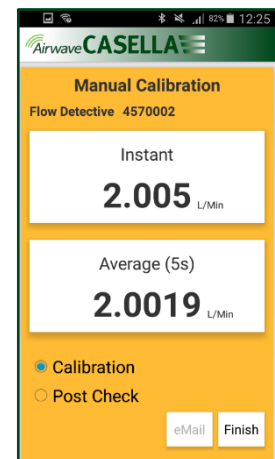 82% 12:25
Airwave CASELLA
Manual Calibration
Flow Detective 4570002
Instant
2.005 L/Min
Average (5s)
2.0019 L/Min
Calibration
Post Check
eMail Finish